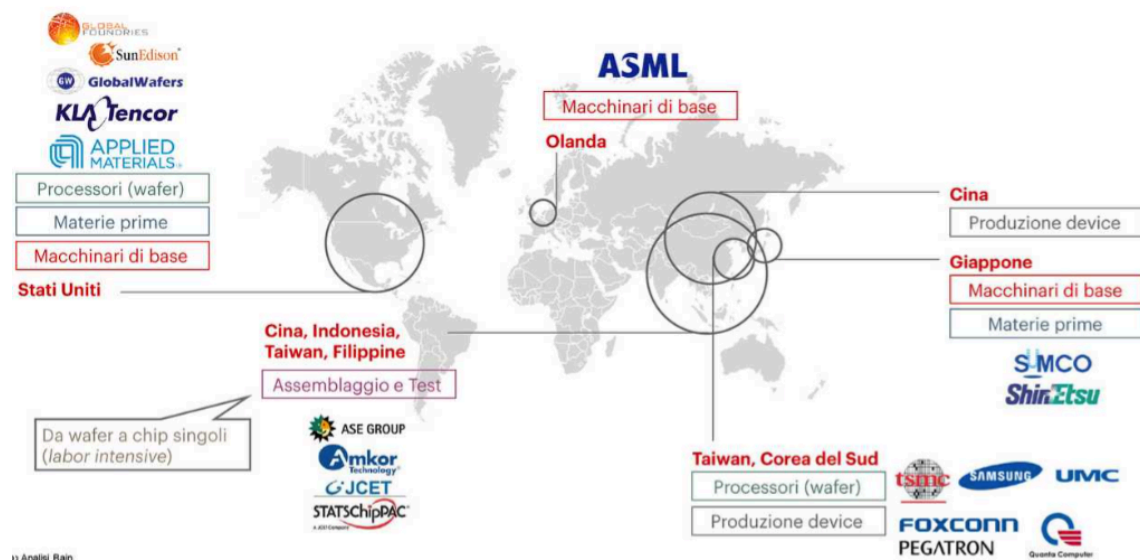 GLOBAL
FOUNDRIES
SunEdison®
GW GlobalWafers
KLA Tencor
APPLIED
MATERIALS
Processori (wafer)
Materie prime
Macchinari di base
Stati Uniti
ASML
Macchinari di base
Olanda
Cina
Produzione device
Giappone
Macchinari di base
Materie prime
SUMCO
ShinEtsu
Cina, Indonesia,
Taiwan, Filippine
Assemblaggio e Test
Da wafer a chip singoli
(labor intensive)
ASE GROUP
Amkor
Technology®
JCET
STATSChipPAC®
Taiwan, Corea del Sud
Processori (wafer)
Produzione device
tsmc
SAMSUNG
UMC
FOXCONN
PEGATRON
Quanta Computer
Analisi Bain